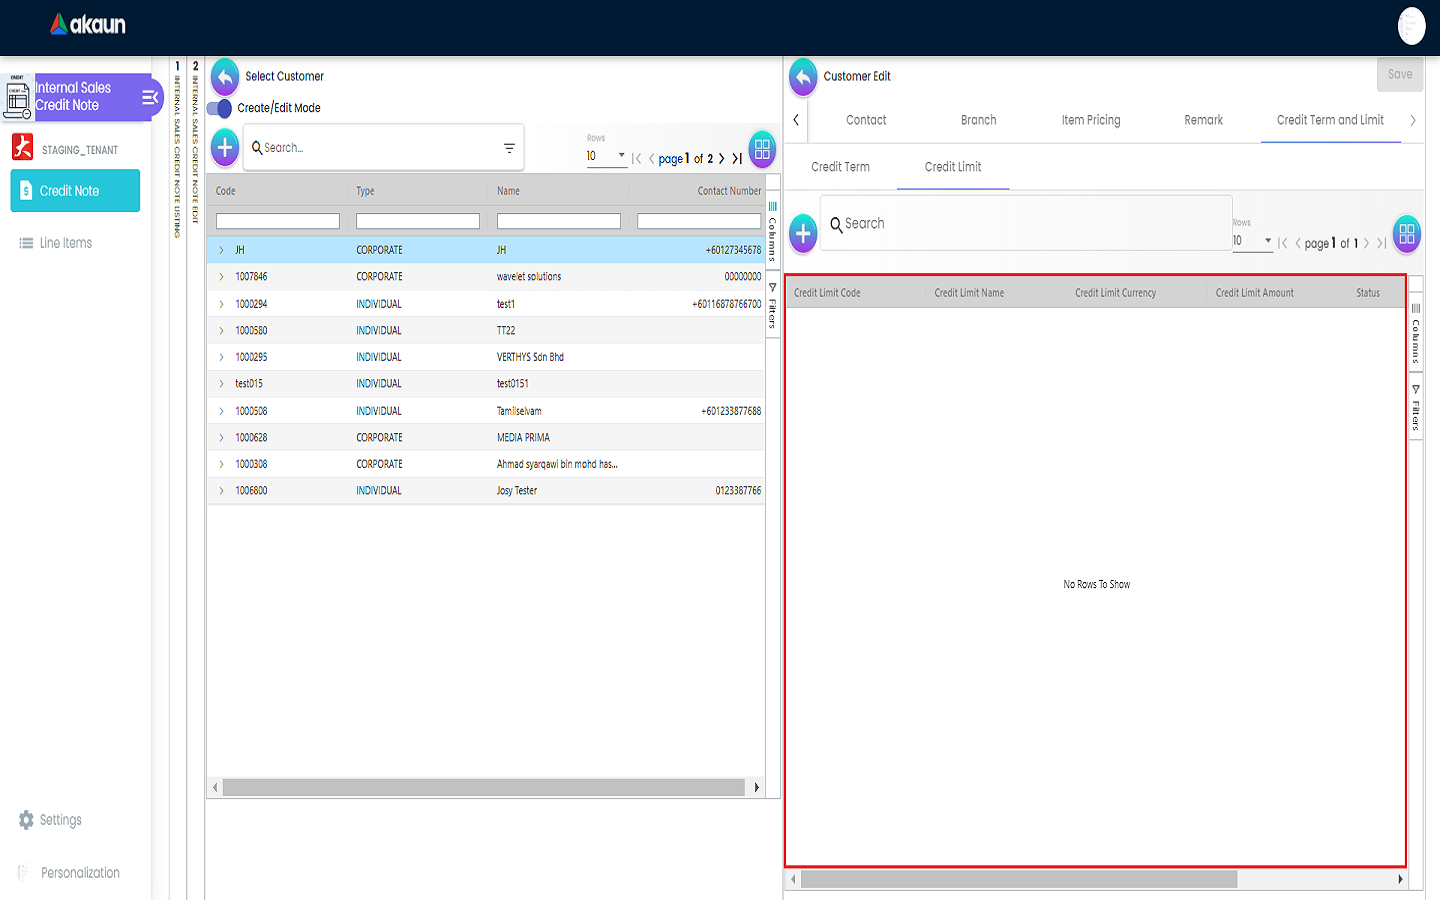 akaun
CREDIT
Internal Sales
Credit Note
STAGING_TENANT
Credit Note
Line Items
Settings
Personalization
1 INTERNAL SALES CREDIT NOTE LISTING
2 INTERNAL SALES CREDIT NOTE EDIT
Select Customer
Create/Edit Mode
Search...
Rows
10
page 1 of 2
Code Type Name Contact Number
JH CORPORATE JH +60127345678
1007846 CORPORATE wavelet solutions 00000000
1000294 INDIVIDUAL test1 +60116878766700
1000580 INDIVIDUAL TT22
1000295 INDIVIDUAL VERTHYS Sdn Bhd
test015 INDIVIDUAL test0151
1000508 INDIVIDUAL Tamilselvam +601233877688
1000628 CORPORATE MEDIA PRIMA
1000308 CORPORATE Ahmad syarqawi bin mohd has...
1006800 INDIVIDUAL Josy Tester 0123387766
Columns
Filters
Customer Edit
Save
Contact Branch Item Pricing Remark Credit Term and Limit
Credit Term Credit Limit
Search
Rows
10
page 1 of 1
Credit Limit Code Credit Limit Name Credit Limit Currency Credit Limit Amount Status
No Rows To Show
Columns
Filters